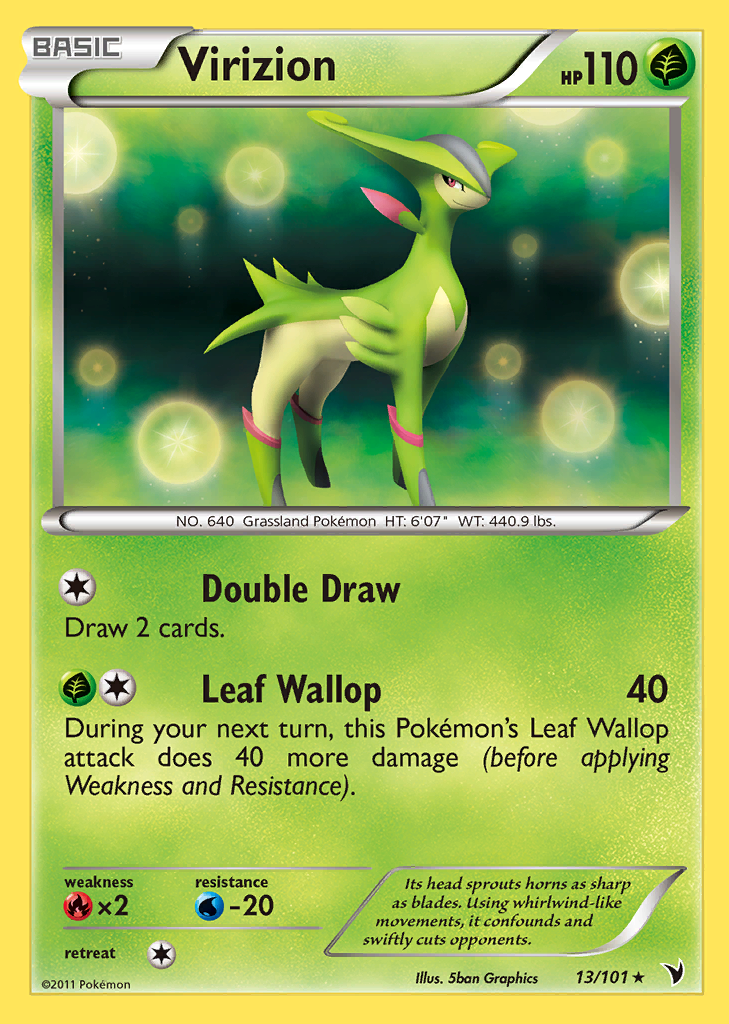 BASIC
Virizion
HP110
NO. 640 Grassland Pokémon HT: 6'07" WT: 440.9 lbs.
Double Draw
Draw 2 cards.
Leaf Wallop 40
During your next turn, this Pokémon's Leaf Wallop
attack does 40 more damage (before applying
Weakness and Resistance).
weakness resistance
×2 -20
retreat
Its head sprouts horns as sharp
as blades. Using whirlwind-like
movements, it confounds and
swiftly cuts opponents.
©2011 Pokémon Illus. 5ban Graphics 13/101 ★